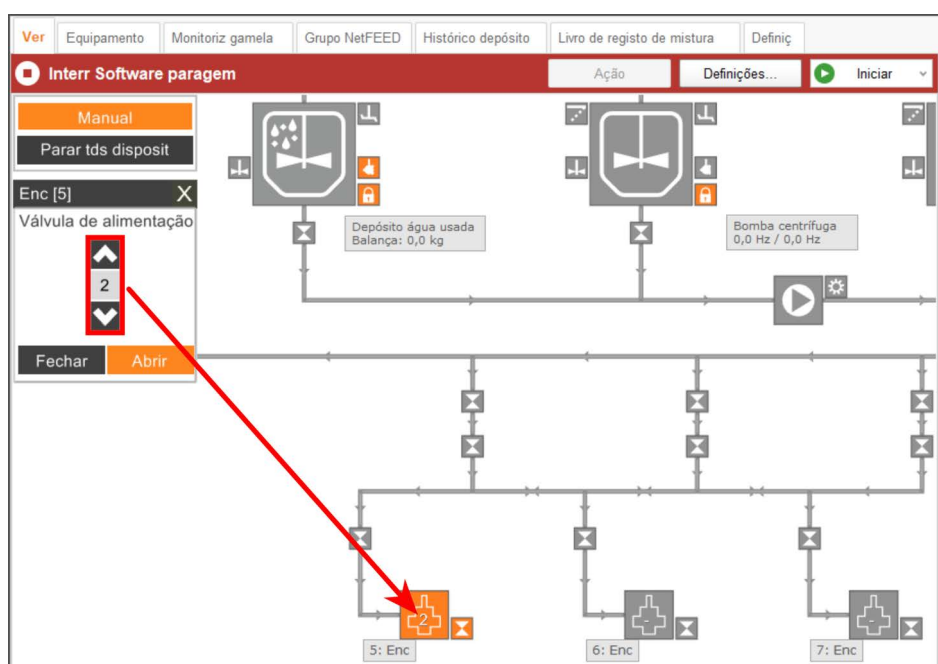 Ver
Equipamento
Monitoriz gamela
Grupo NetFEED
Histórico depósito
Livro de registo de mistura
Definiç
Interr Software paragem
Ação
Definições...
Iniciar
Manual
Parar tds disposit
Enc [5]
X
Válvula de alimentação
2
Fechar
Abrir
Depósito água usada
Balança: 0,0 kg
Bomba centrífuga
0,0 Hz / 0,0 Hz
2
-
-
5: Enc
6: Enc
7: Enc